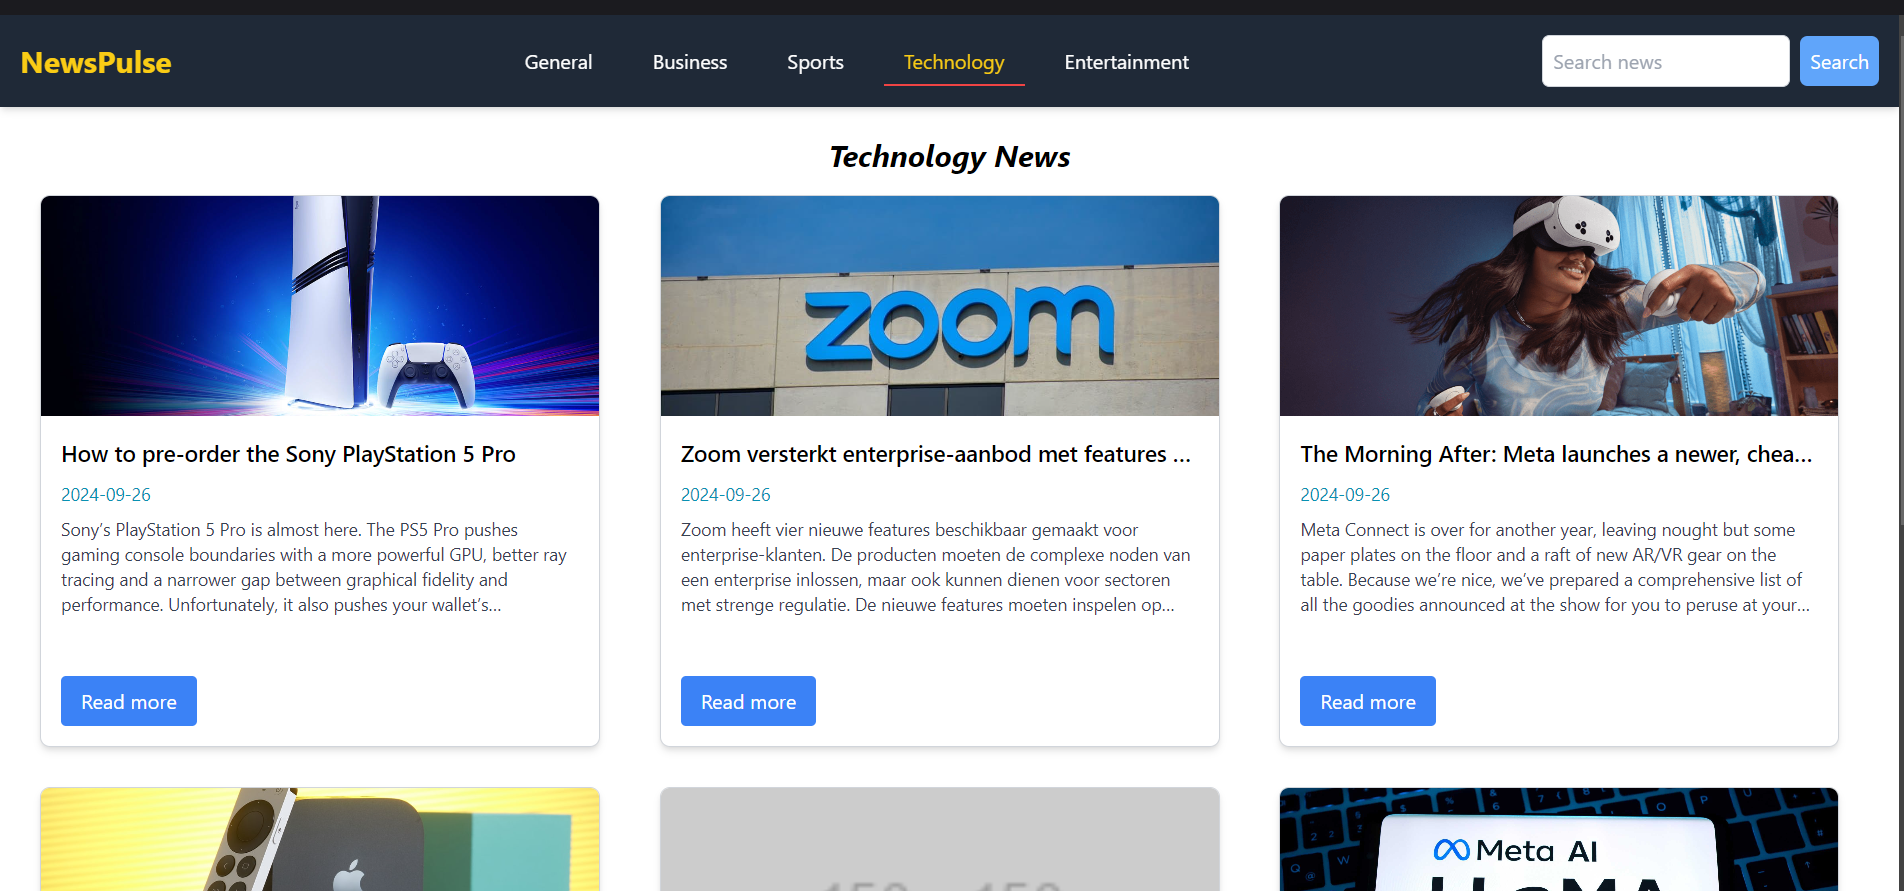 NewsPulse
General
Business
Sports
Technology
Entertainment
Search news
Search
Technology News
zoom
How to pre-order the Sony PlayStation 5 Pro
2024-09-26
Sony’s PlayStation 5 Pro is almost here. The PS5 Pro pushes
gaming console boundaries with a more powerful GPU, better ray
tracing and a narrower gap between graphical fidelity and
performance. Unfortunately, it also pushes your wallet’s...
Read more
Zoom versterkt enterprise-aanbod met features ...
2024-09-26
Zoom heeft vier nieuwe features beschikbaar gemaakt voor
enterprise-klanten. De producten moeten de complexe noden van
een enterprise inlossen, maar ook kunnen dienen voor sectoren
met strenge regulatie. De nieuwe features moeten inspelen op...
Read more
The Morning After: Meta launches a newer, chea...
2024-09-26
Meta Connect is over for another year, leaving nought but some
paper plates on the floor and a raft of new AR/VR gear on the
table. Because we’re nice, we’ve prepared a comprehensive list of
all the goodies announced at the show for you to peruse at your...
Read more
Meta AI